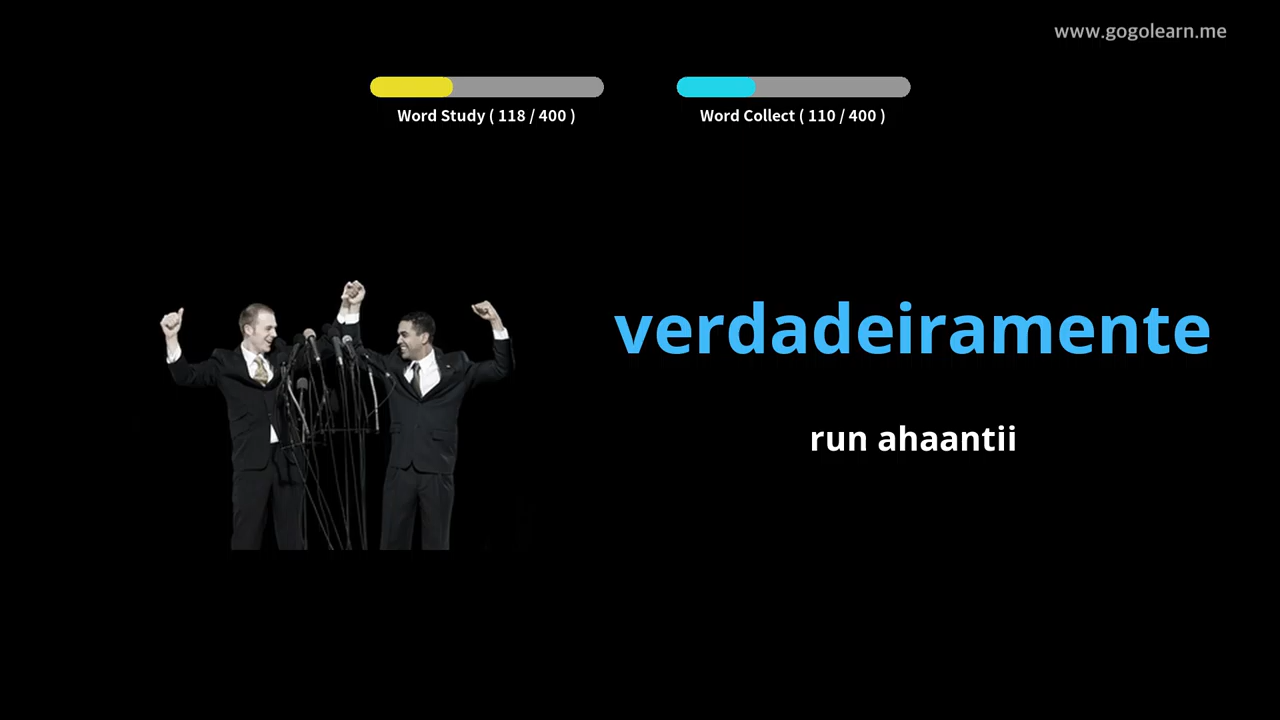 www.gogolearn.me
Word Study ( 118 / 400 )
Word Collect ( 110 / 400 )
verdadeiramente
run ahaantii